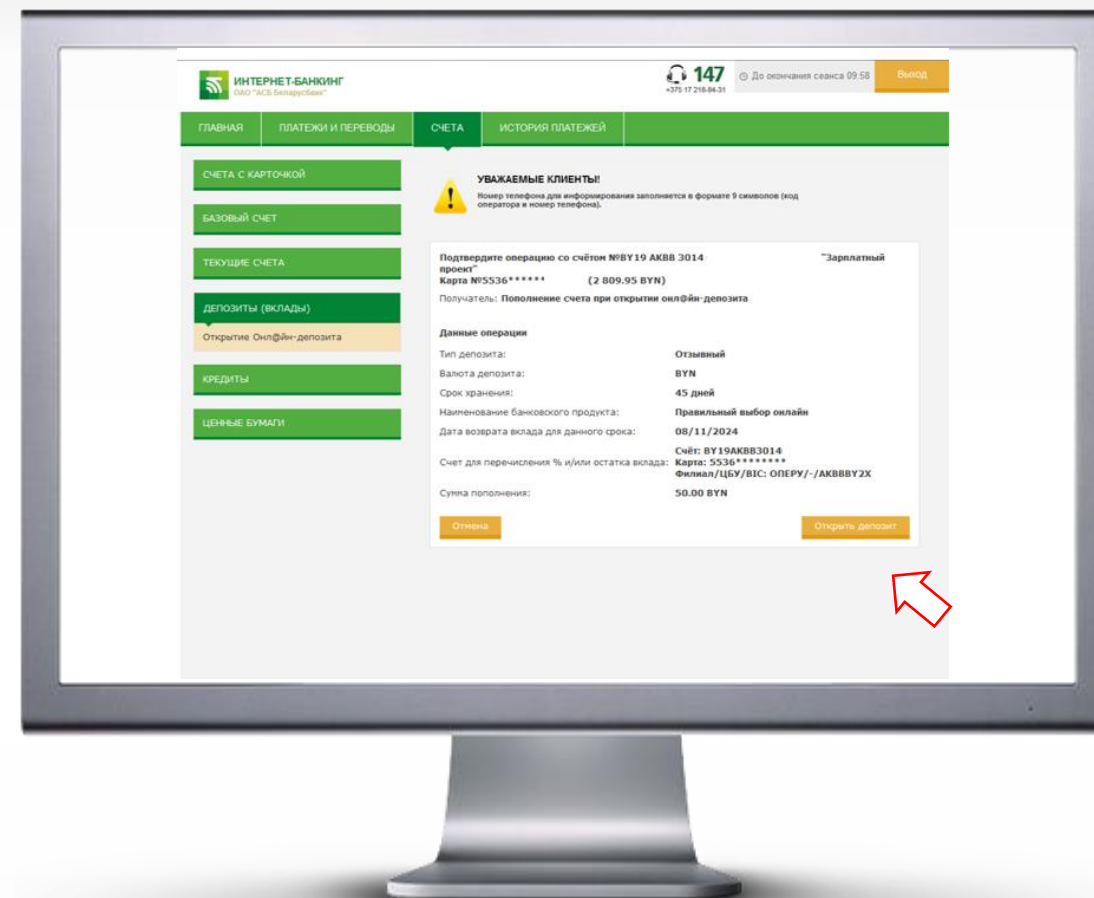 ИНТЕРНЕТ-БАНКИНГ
ОАО "АСБ Беларусбанк"
147
+375 17 218-84-31
До окончания сеанса 09:58
Выход
ГЛАВНАЯ
ПЛАТЕЖИ И ПЕРЕВОДЫ
СЧЕТА
ИСТОРИЯ ПЛАТЕЖЕЙ
СЧЕТА С КАРТОЧКОЙ
БАЗОВЫЙ СЧЕТ
ТЕКУЩИЕ СЧЕТА
ДЕПОЗИТЫ (ВКЛАДЫ)
Открытие Онл@йн-депозита
КРЕДИТЫ
ЦЕННЫЕ БУМАГИ
УВАЖАЕМЫЕ КЛИЕНТЫ!
Номер телефона для информирования заполняется в формате 9 символов (код
оператора и номер телефона).
Подтвердите операцию со счётом №BY19 AKBB 3014 "Зарплатный
проект"
Карта №5536****** (2 809.95 BYN)
Получатель: Пополнение счета при открытии онл@йн-депозита
Данные операции
Тип депозита: Отзывный
Валюта депозита: BYN
Срок хранения: 45 дней
Наименование банковского продукта: Правильный выбор онлайн
Дата возврата вклада для данного срока: 08/11/2024
Счет для перечисления % и/или остатка вклада: Счёт: BY19AKBB3014
Карта: 5536********
Филиал/ЦБУ/BIC: ОПЕРУ/-/AKBBBY2X
Сумма пополнения: 50.00 BYN
Отмена
Открыть депозит